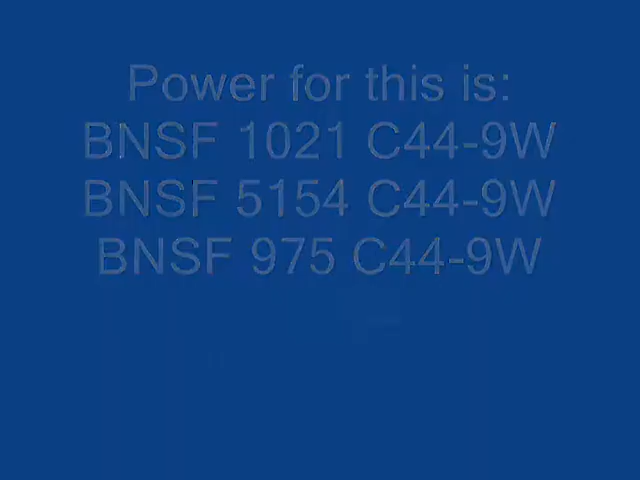 Power for this is:
BNSF 1021 C44-9W
BNSF 5154 C44-9W
BNSF 975 C44-9W